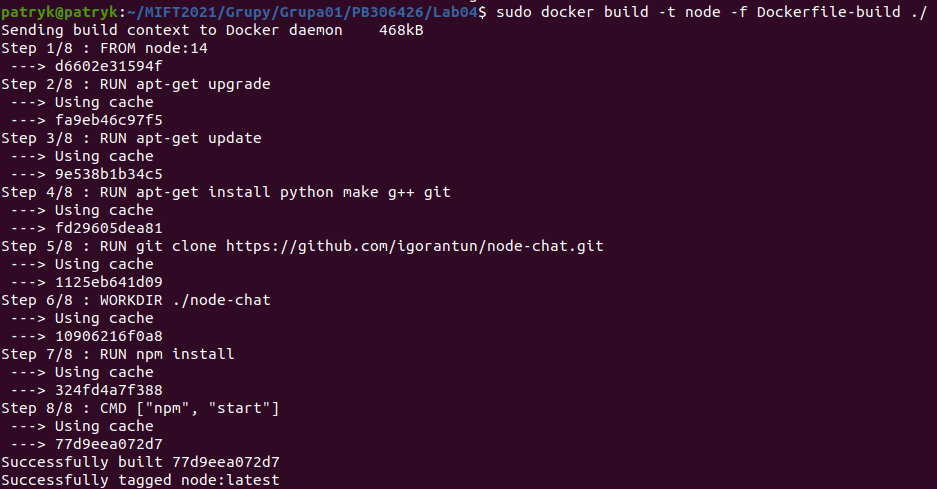 patryk@patryk:~/MIFT2021/Grupy/Grupa01/PB306426/Lab04$ sudo docker build -t node -f Dockerfile-build ./
Sending build context to Docker daemon    468kB
Step 1/8 : FROM node:14
 ---> d6602e31594f
Step 2/8 : RUN apt-get upgrade
 ---> Using cache
 ---> fa9eb46c97f5
Step 3/8 : RUN apt-get update
 ---> Using cache
 ---> 9e538b1b34c5
Step 4/8 : RUN apt-get install python make g++ git
 ---> Using cache
 ---> fd29605dea81
Step 5/8 : RUN git clone https://github.com/igorantun/node-chat.git
 ---> Using cache
 ---> 1125eb641d09
Step 6/8 : WORKDIR ./node-chat
 ---> Using cache
 ---> 10906216f0a8
Step 7/8 : RUN npm install
 ---> Using cache
 ---> 324fd4a7f388
Step 8/8 : CMD ["npm", "start"]
 ---> Using cache
 ---> 77d9eea072d7
Successfully built 77d9eea072d7
Successfully tagged node:latest